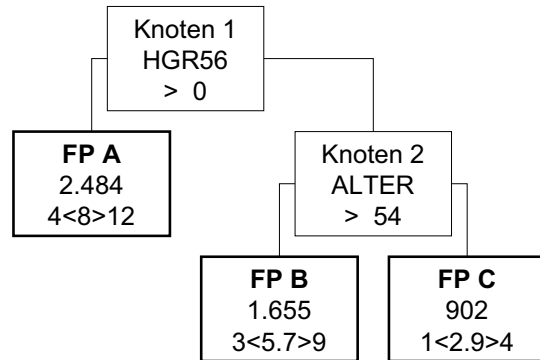 Knoten 1
HGR56
> 0
FP A
2.484
4<8>12
Knoten 2
ALTER
> 54
FP B
1.655
3<5.7>9
FP C
902
1<2.9>4